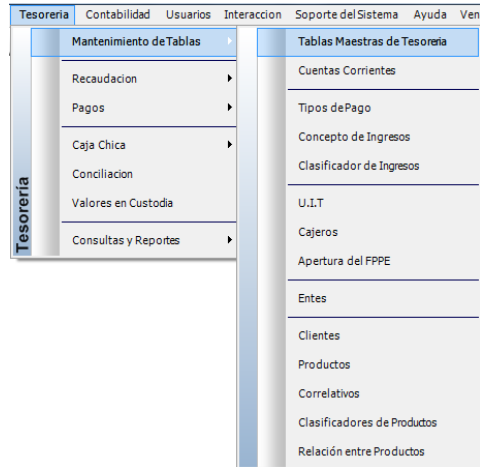 Tesoreria Contabilidad Usuarios Interaccion Soporte del Sistema Ayuda Ven
Mantenimiento de Tablas
Recaudacion
Pagos
Caja Chica
Conciliacion
Valores en Custodia
Consultas y Reportes
Tesorería
Tablas Maestras de Tesoreria
Cuentas Corrientes
Tipos de Pago
Concepto de Ingresos
Clasificador de Ingresos
U.I.T
Cajeros
Apertura del FPPE
Entes
Clientes
Productos
Correlativos
Clasificadores de Productos
Relación entre Productos